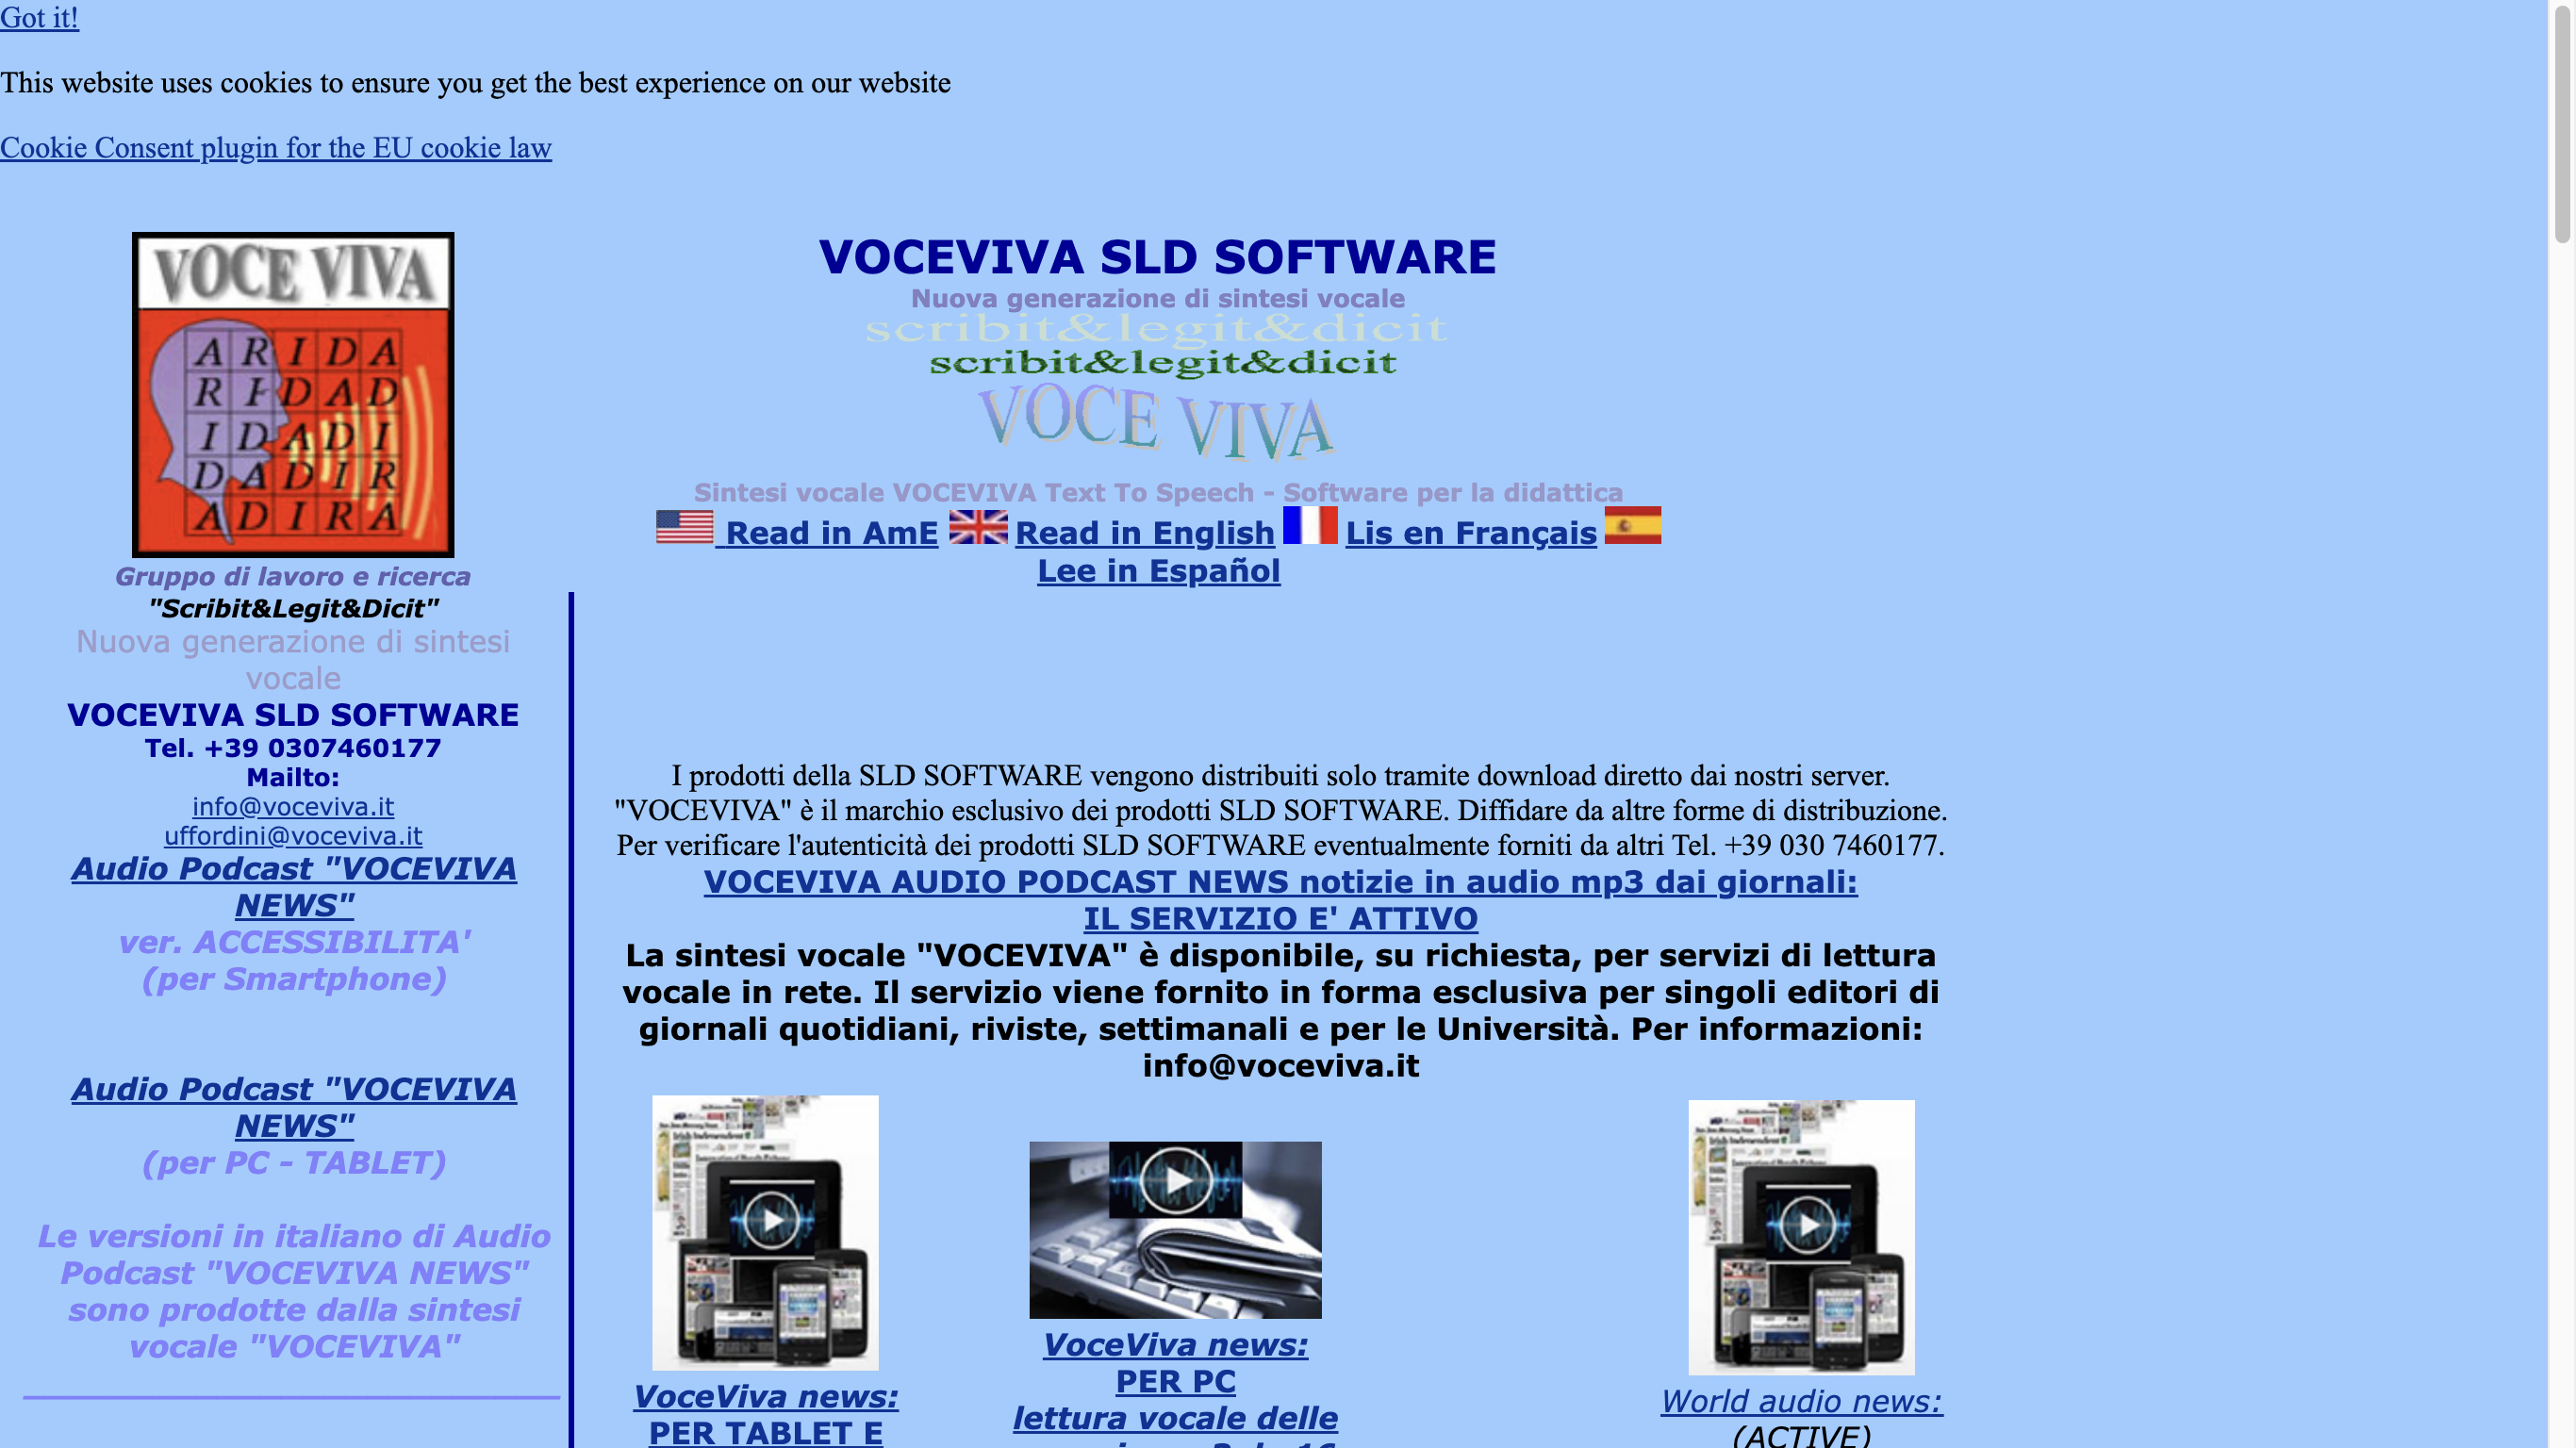 Got it!
This website uses cookies to ensure you get the best experience on our website
Cookie Consent plugin for the EU cookie law
VOCE VIVA
A R I D A
R I D A D
I D A D I
D A D I R
A D I R A
Gruppo di lavoro e ricerca
"Scribit&Legit&Dicit"
Nuova generazione di sintesi
vocale
VOCEVIVA SLD SOFTWARE
Tel. +39 0307460177
Mailto:
info@voceviva.it
uffordini@voceviva.it
Audio Podcast "VOCEVIVA
NEWS"
ver. ACCESSIBILITA'
(per Smartphone)
Audio Podcast "VOCEVIVA
NEWS"
(per PC - TABLET)
Le versioni in italiano di Audio
Podcast "VOCEVIVA NEWS"
sono prodotte dalla sintesi
vocale "VOCEVIVA"
VOCEVIVA SLD SOFTWARE
Nuova generazione di sintesi vocale
scribit&legit&dicit
scribit&legit&dicit
VOCE VIVA
Sintesi vocale VOCEVIVA Text To Speech - Software per la didattica
Read in AmE Read in English Lis en Français
Lee in Español
I prodotti della SLD SOFTWARE vengono distribuiti solo tramite download diretto dai nostri server.
"VOCEVIVA" è il marchio esclusivo dei prodotti SLD SOFTWARE. Diffidare da altre forme di distribuzione.
Per verificare l'autenticità dei prodotti SLD SOFTWARE eventualmente forniti da altri Tel. +39 030 7460177.
VOCEVIVA AUDIO PODCAST NEWS notizie in audio mp3 dai giornali:
IL SERVIZIO E' ATTIVO
La sintesi vocale "VOCEVIVA" è disponibile, su richiesta, per servizi di lettura
vocale in rete. Il servizio viene fornito in forma esclusiva per singoli editori di
giornali quotidiani, riviste, settimanali e per le Università. Per informazioni:
info@voceviva.it
VoceViva news:
PER TABLET E
VoceViva news:
PER PC
lettura vocale delle
World audio news:
(ACTIVE)